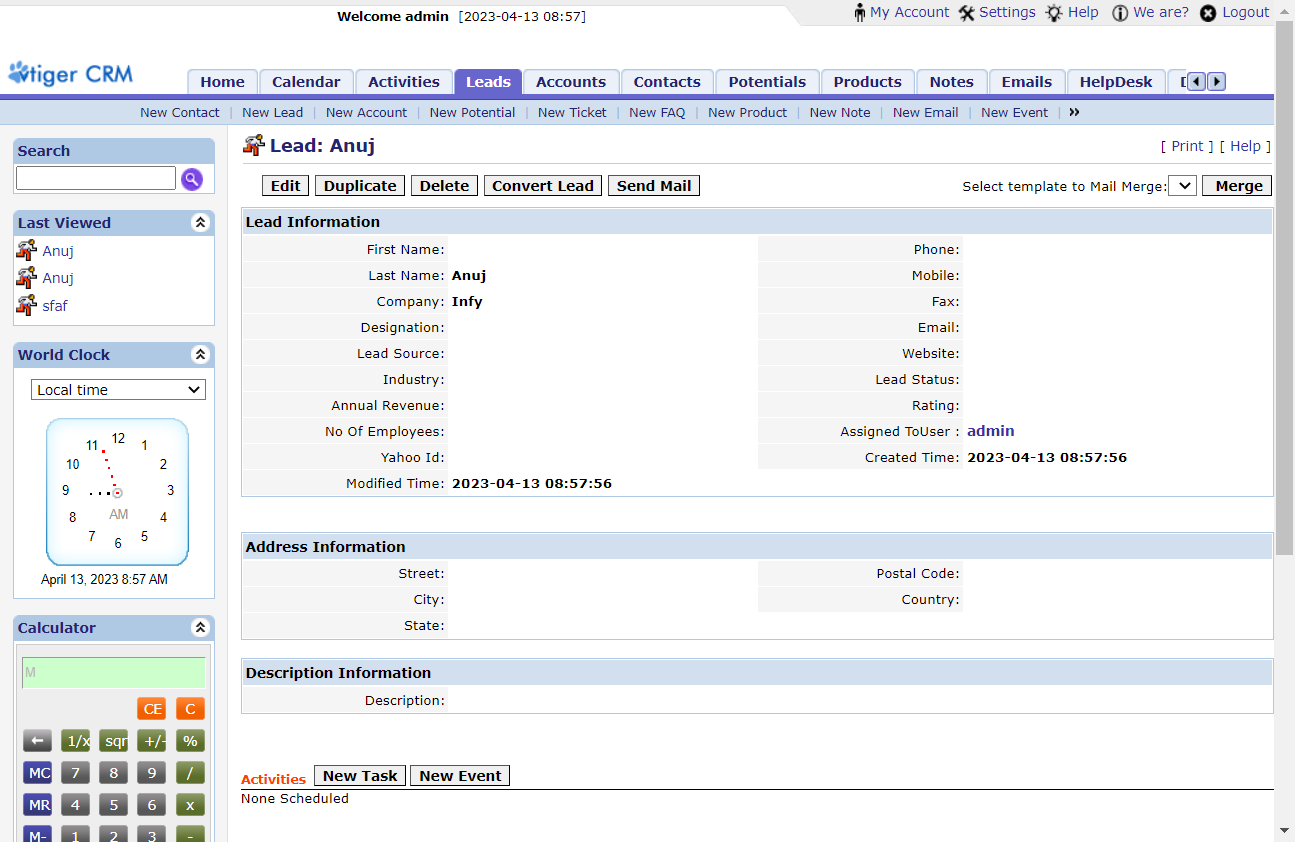 Welcome admin [2023-04-13 08:57]
My Account Settings Help We are? Logout
vtiger CRM
Home Calendar Activities Leads Accounts Contacts Potentials Products Notes Emails HelpDesk
New Contact | New Lead | New Account | New Potential | New Ticket | New FAQ | New Product | New Note | New Email | New Event | »
Search
Last Viewed
Anuj
Anuj
sfaf
World Clock
Local time
12
11 1
10 2
9 3
AM
8 4
7 5
6
April 13, 2023 8:57 AM
Calculator
M
CE C
← 1/x sqr +/- %
MC 7 8 9 /
MR 4 5 6 x
M- 1 2 3 -
Lead: Anuj
[ Print ] [ Help ]
Edit Duplicate Delete Convert Lead Send Mail Select template to Mail Merge: Merge
Lead Information
First Name: Phone:
Last Name: Anuj Mobile:
Company: Infy Fax:
Designation: Email:
Lead Source: Website:
Industry: Lead Status:
Annual Revenue: Rating:
No Of Employees: Assigned ToUser : admin
Yahoo Id: Created Time: 2023-04-13 08:57:56
Modified Time: 2023-04-13 08:57:56
Address Information
Street: Postal Code:
City: Country:
State:
Description Information
Description:
Activities New Task New Event
None Scheduled